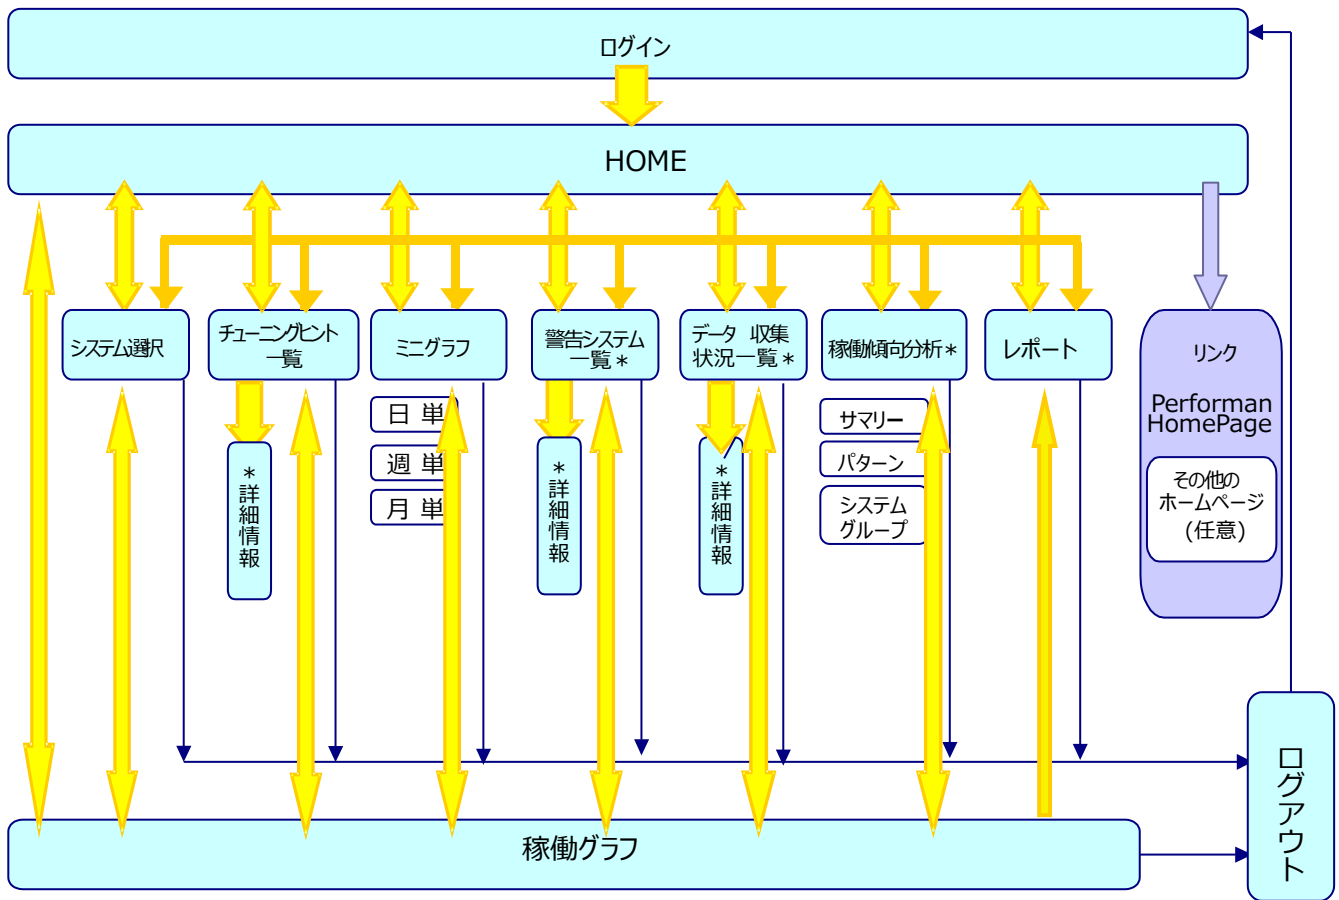 ログイン
HOME
システム選択
チューニングヒント
一覧
ミニグラフ
警告システム
一覧＊
データ 収集
状況一覧＊
稼働傾向分析＊
レポート
リンク
Performan
HomePage
その他の
ホームページ
(任意)
日 単
週 単
月 単
サマリー
パターン
システム
グループ
＊詳細情報
＊詳細情報
＊詳細情報
稼働グラフ
ログアウト